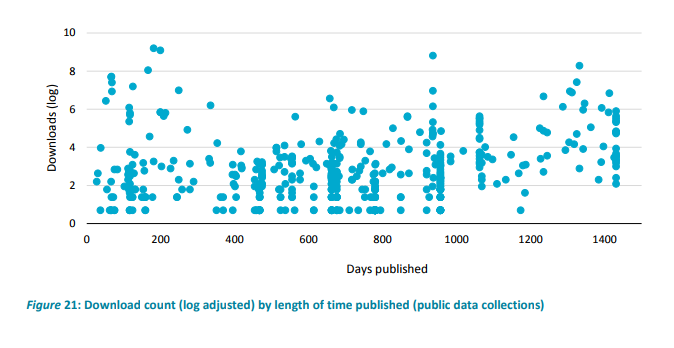 10
8
6
4
2
0
Downloads (log)
0 200 400 600 800 1000 1200 1400
Days published
Figure 21: Download count (log adjusted) by length of time published (public data collections)